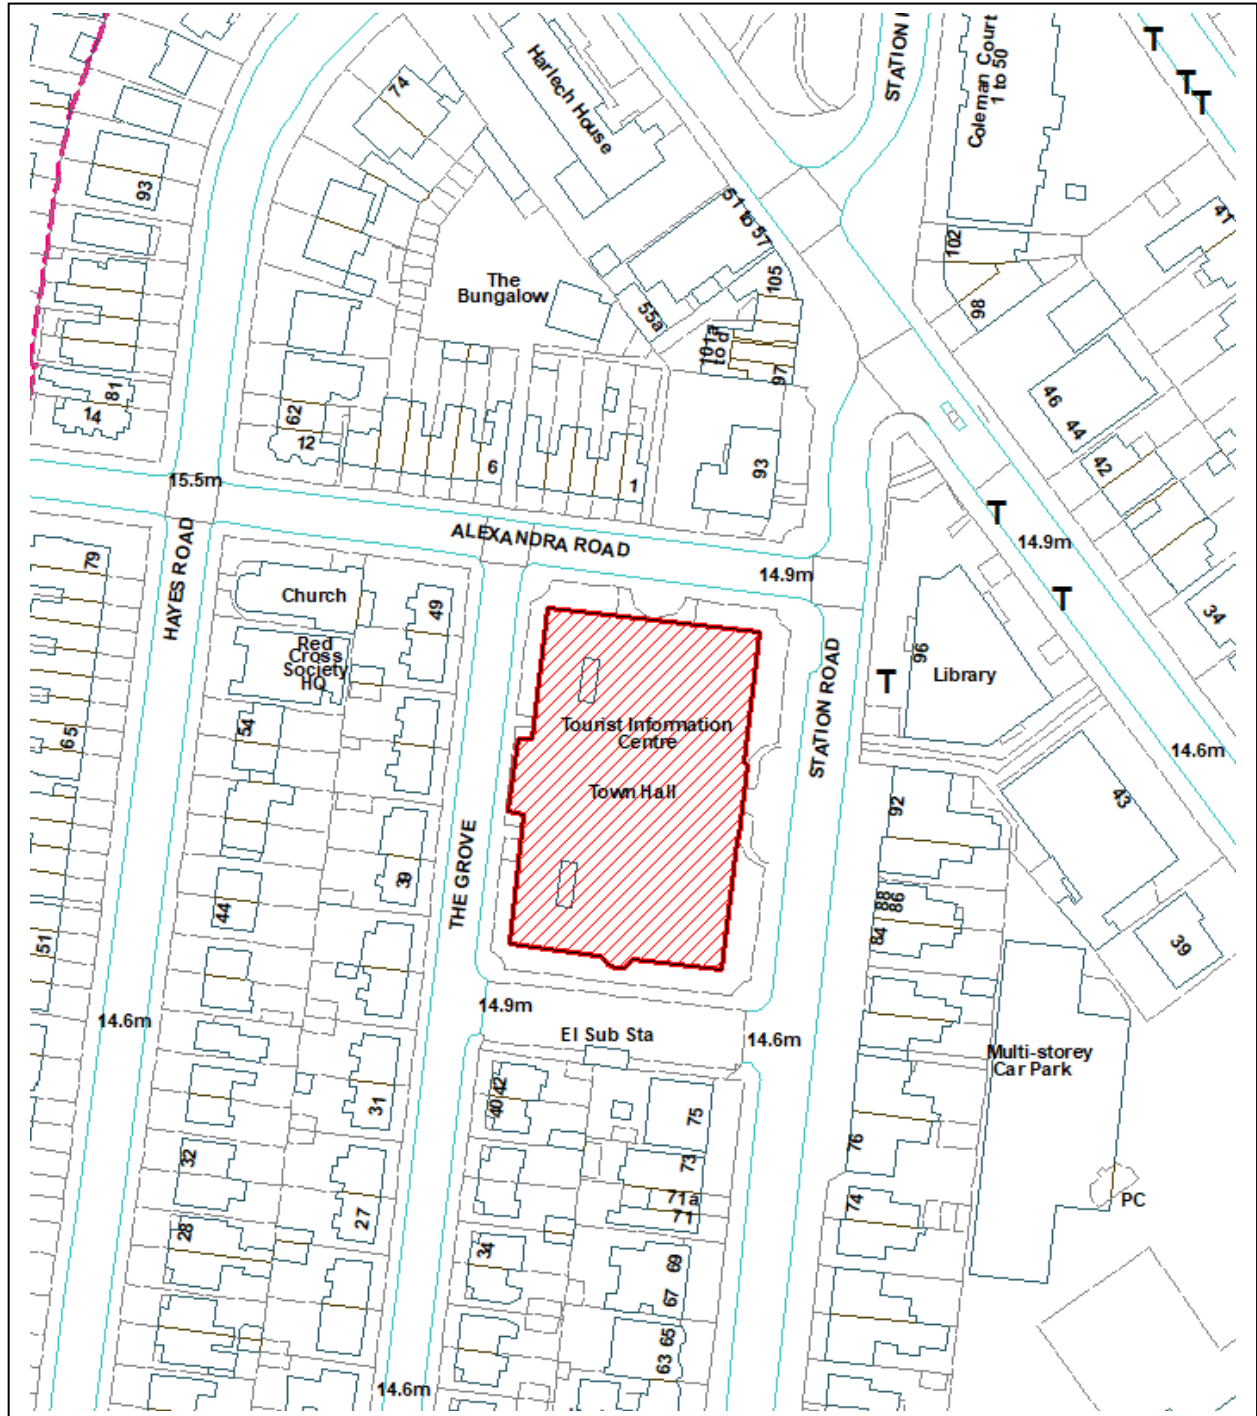 STATION
Coleman Court
1 to 50
T
T
T
74
Harlech House
93
51 to 57
41
102
105
98
The
Bungalow
55a
101a
to d
97
46
44
81
14
62
12
6
1
93
42
15.5m
T
ALEXANDRA ROAD
14.9m
14.9m
T
34
HAYES ROAD
79
Church
49
Red
Cross
Society
HQ
STATION ROAD
96
Library
T
54
65
Tourist Information
Centre
Town Hall
14.6m
92
43
THE GROVE
39
44
88
86
84
51
39
14.9m
14.6m
El Sub Sta
14.6m
Multi-storey
Car Park
42
40
31
75
76
32
73
71a
71
74
PC
27
28
34
69
67
65
63
14.6m